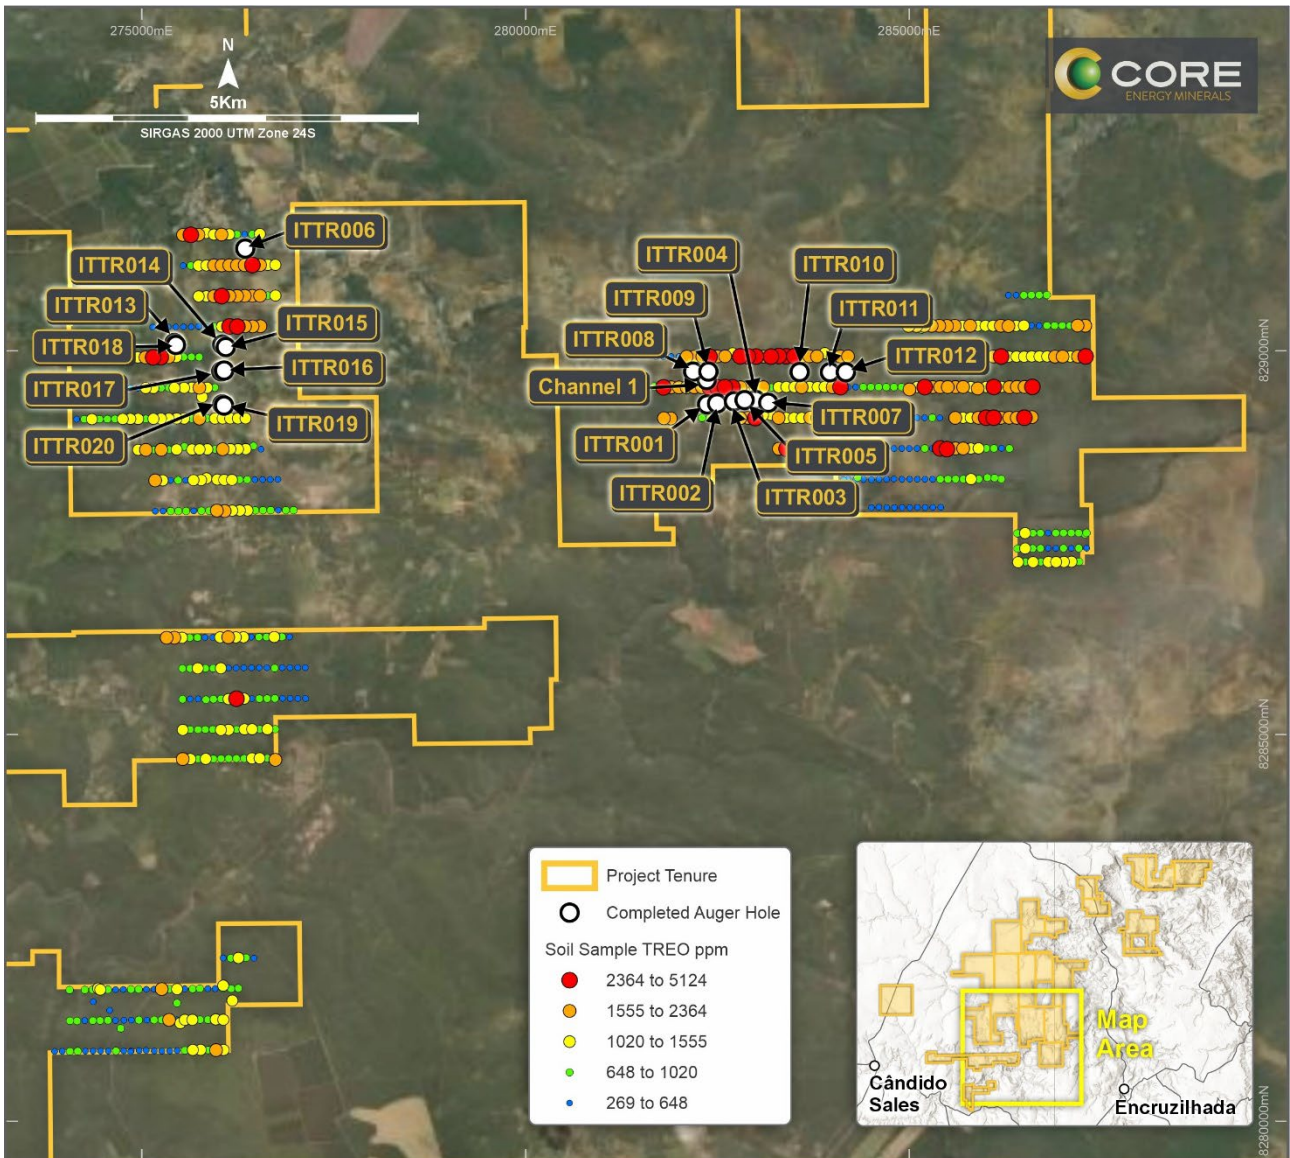 275000mE
280000mE
285000mE
N
5Km
SIRGAS 2000 UTM Zone 24S
CORE
ENERGY MINERALS
ITTR006
ITTR014
ITTR013
ITTR015
ITTR018
ITTR016
ITTR017
ITTR019
ITTR020
ITTR004
ITTR010
ITTR009
ITTR011
ITTR008
ITTR012
Channel 1
ITTR007
ITTR001
ITTR005
ITTR002
ITTR003
829000mN
8285000mN
8280000mN
Project Tenure
Completed Auger Hole
Soil Sample TREO ppm
2364 to 5124
1555 to 2364
1020 to 1555
648 to 1020
269 to 648
Map
Area
Cândido
Sales
Encruzilhada